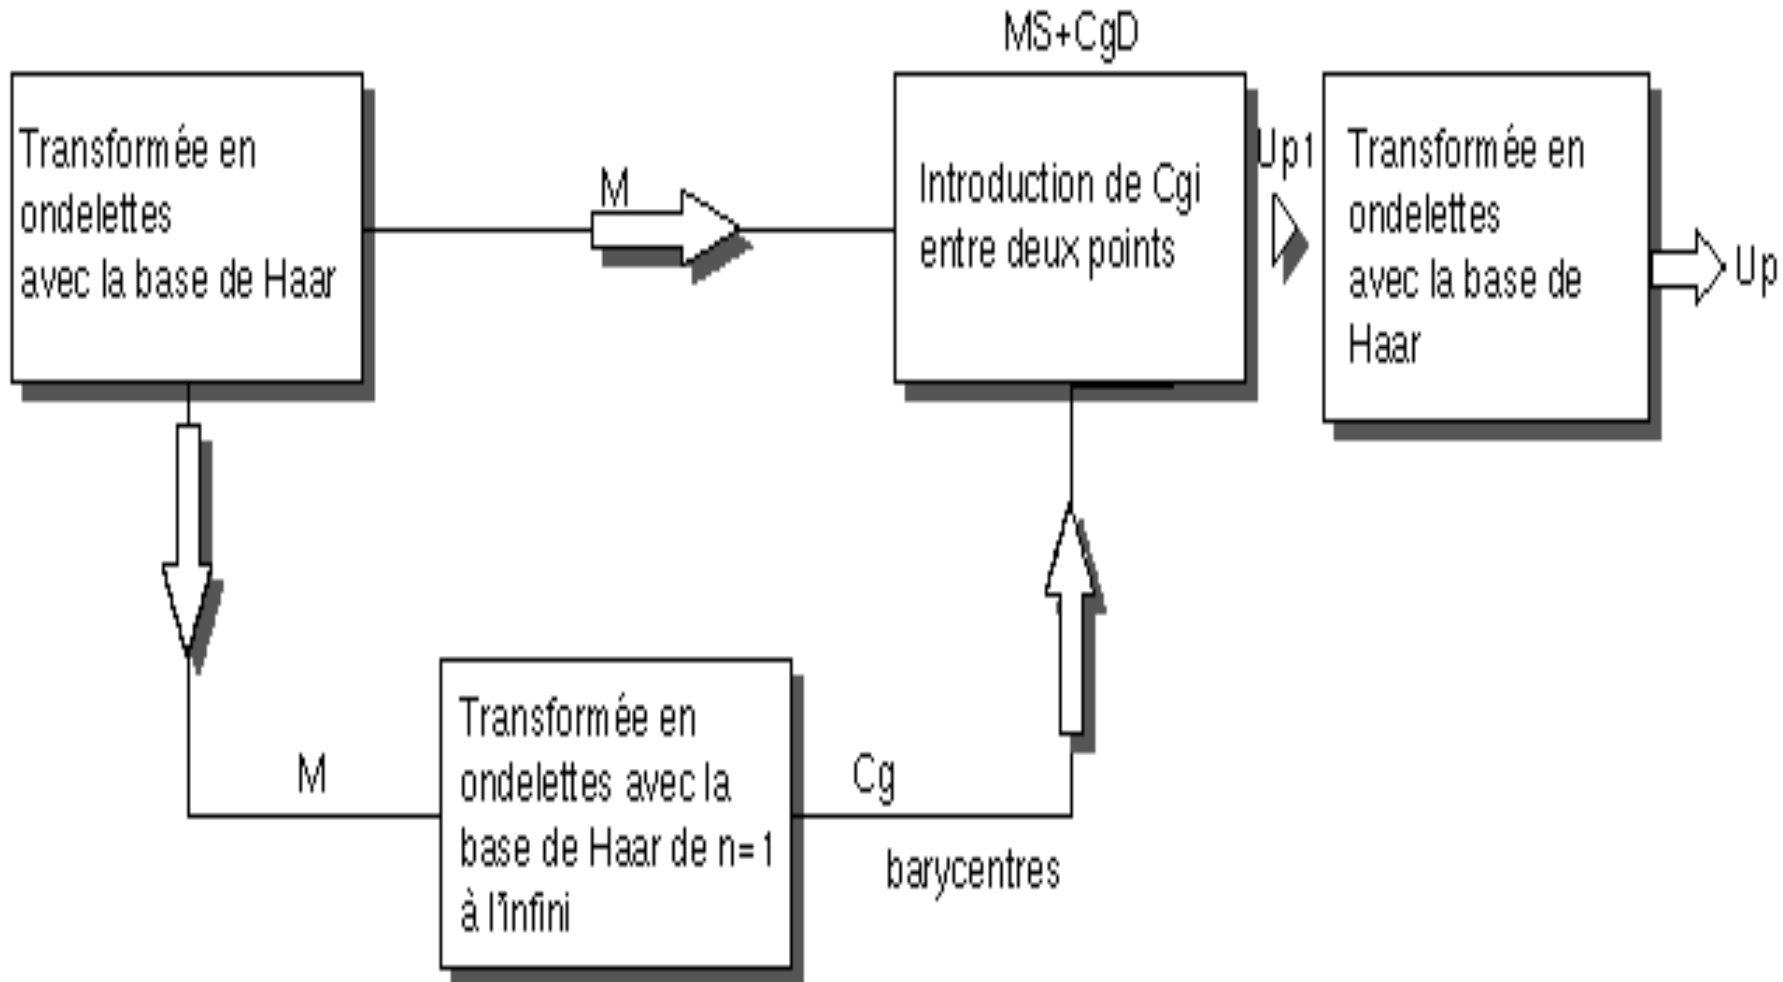 MS+CgD
Transformée en
ondelettes
avec la base de Haar
M
Introduction de Cgi
entre deux points
Up1
Transformée en
ondelettes
avec la base de
Haar
Up
M
Transformée en
ondelettes avec la
base de Haar de n=1
à l'infini
Cg
barycentres